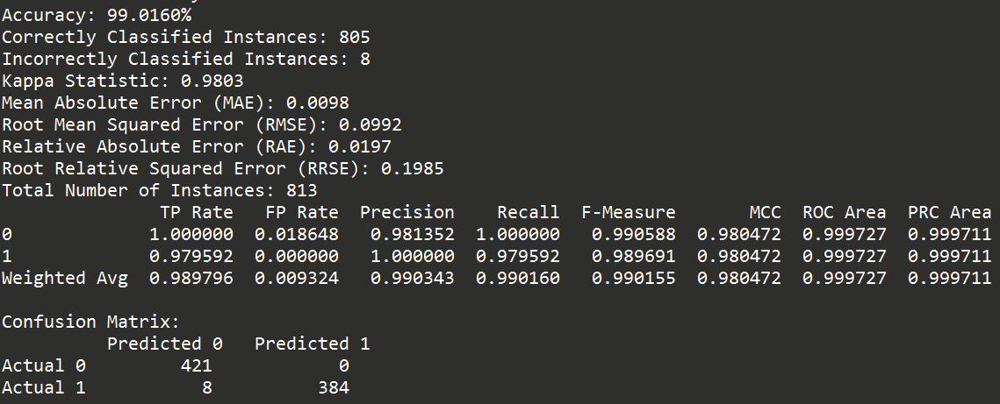 Accuracy: 99.0160%
Correctly Classified Instances: 805
Incorrectly Classified Instances: 8
Kappa Statistic: 0.9803
Mean Absolute Error (MAE): 0.0098
Root Mean Squared Error (RMSE): 0.0992
Relative Absolute Error (RAE): 0.0197
Root Relative Squared Error (RRSE): 0.1985
Total Number of Instances: 813
TP Rate FP Rate Precision Recall F-Measure MCC ROC Area PRC Area
0 1.000000 0.018648 0.981352 1.000000 0.990588 0.980472 0.999727 0.999711
1 0.979592 0.000000 1.000000 0.979592 0.989691 0.980472 0.999727 0.999711
Weighted Avg 0.989796 0.009324 0.990343 0.990160 0.990155 0.980472 0.999727 0.999711
Confusion Matrix:
Predicted 0 Predicted 1
Actual 0 421 0
Actual 1 8 384